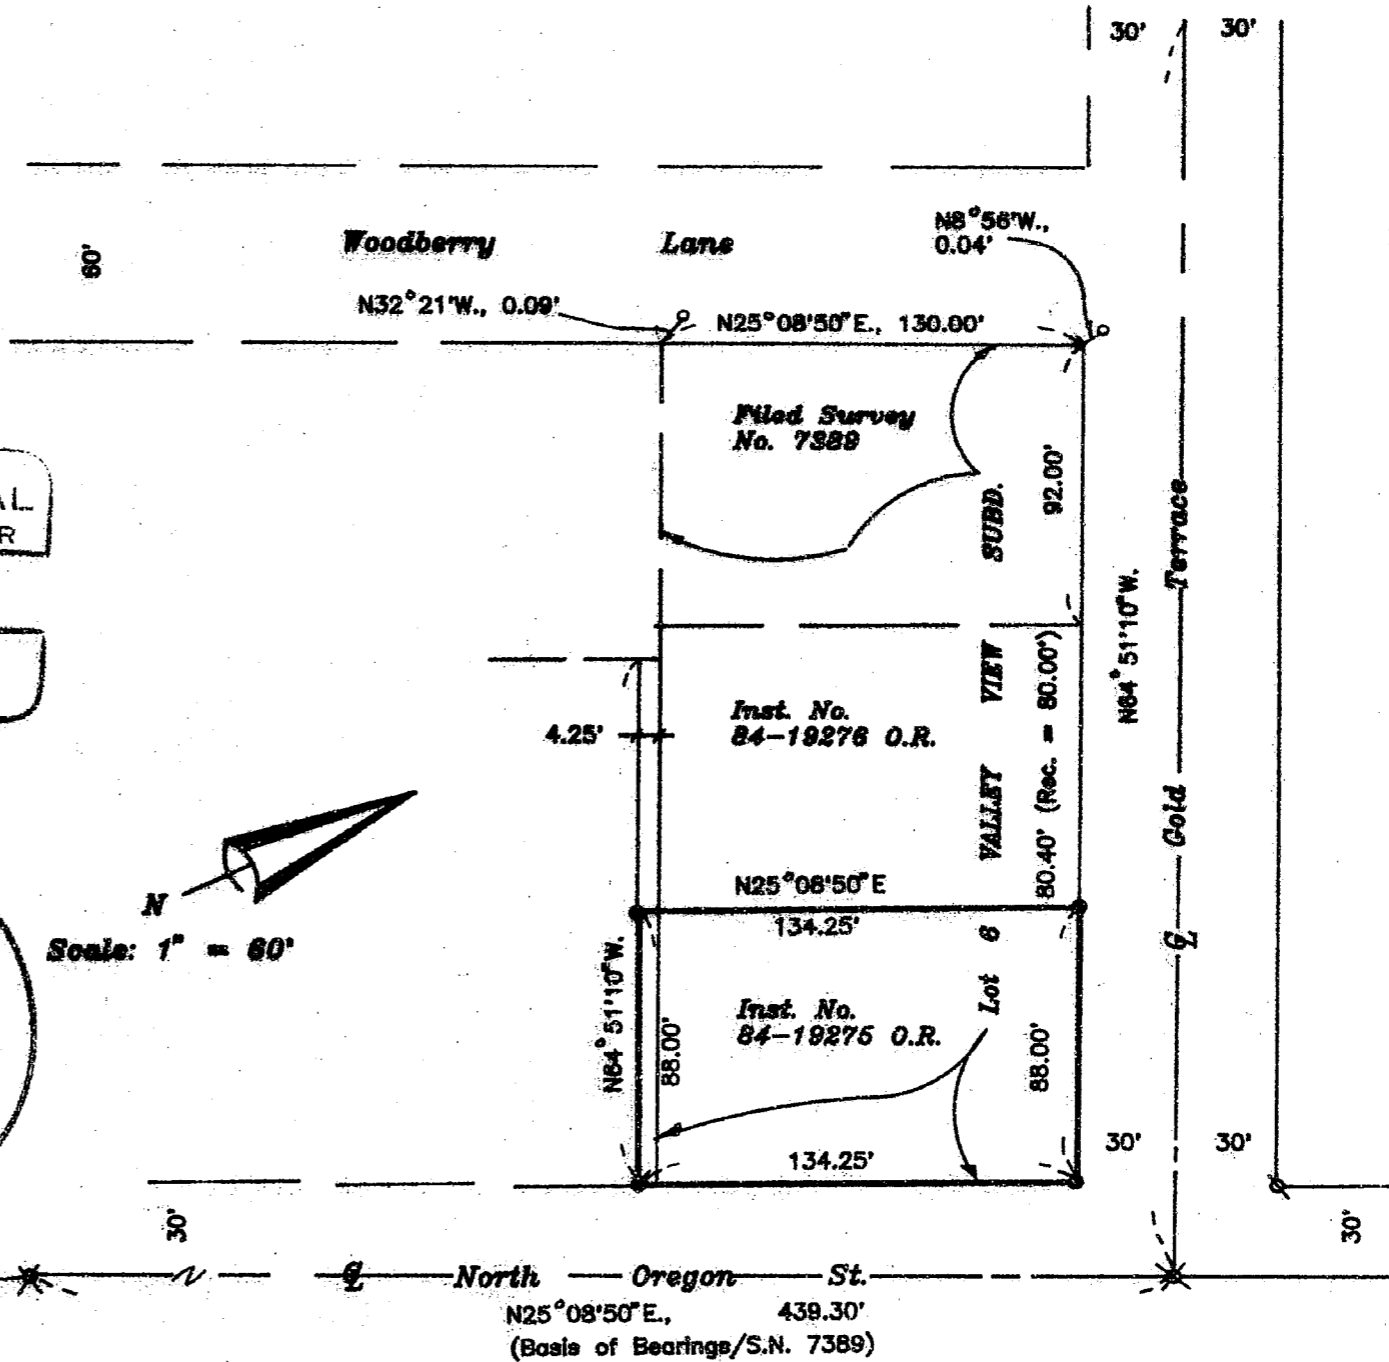 30' 30'
Woodberry Lane
N8°56'W.,
0.04'
60'
N32°21'W., 0.09'
N25°08'50"E., 130.00'
Filed Survey
No. 7389
92.00'
SUBD.
AL
R
Terrace
N64°51'10"W.
VIEW
Inst. No.
84-19276 O.R.
4.25'
VALLEY
80.40' (Rec. = 80.00')
Gold
N25°08'50"E
134.25'
N
Scale: 1" = 60'
Lot 6
℄
N64°51'10"W.
88.00'
Inst. No.
84-19275 O.R.
88.00'
134.25'
30' 30'
30'
30'
℄ North Oregon St.
N25°08'50"E., 439.30'
(Basis of Bearings/S.N. 7389)